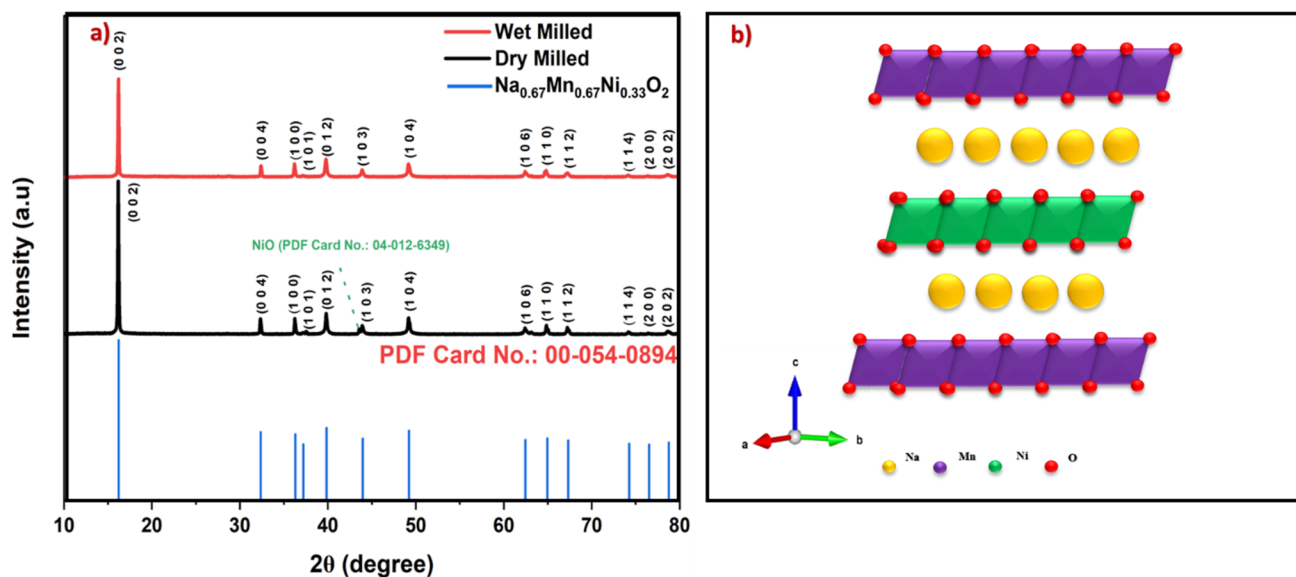 a)
Wet Milled
Dry Milled
Na0.67Mn0.67Ni0.33O2
(0 0 2)
(0 0 4)
(1 0 0)
(1 0 1)
(0 1 2)
(1 0 3)
(1 0 4)
(1 0 6)
(1 1 0)
(1 1 2)
(1 1 4)
(2 0 0)
(2 0 2)
(0 0 2)
NiO (PDF Card No.: 04-012-6349)
(0 0 4)
(1 0 0)
(1 0 1)
(0 1 2)
(1 0 3)
(1 0 4)
(1 0 6)
(1 1 0)
(1 1 2)
(1 1 4)
(2 0 0)
(2 0 2)
PDF Card No.: 00-054-0894
Intensity (a.u)
10 20 30 40 50 60 70 80
2θ (degree)
b)
c
a
b
Na Mn Ni O